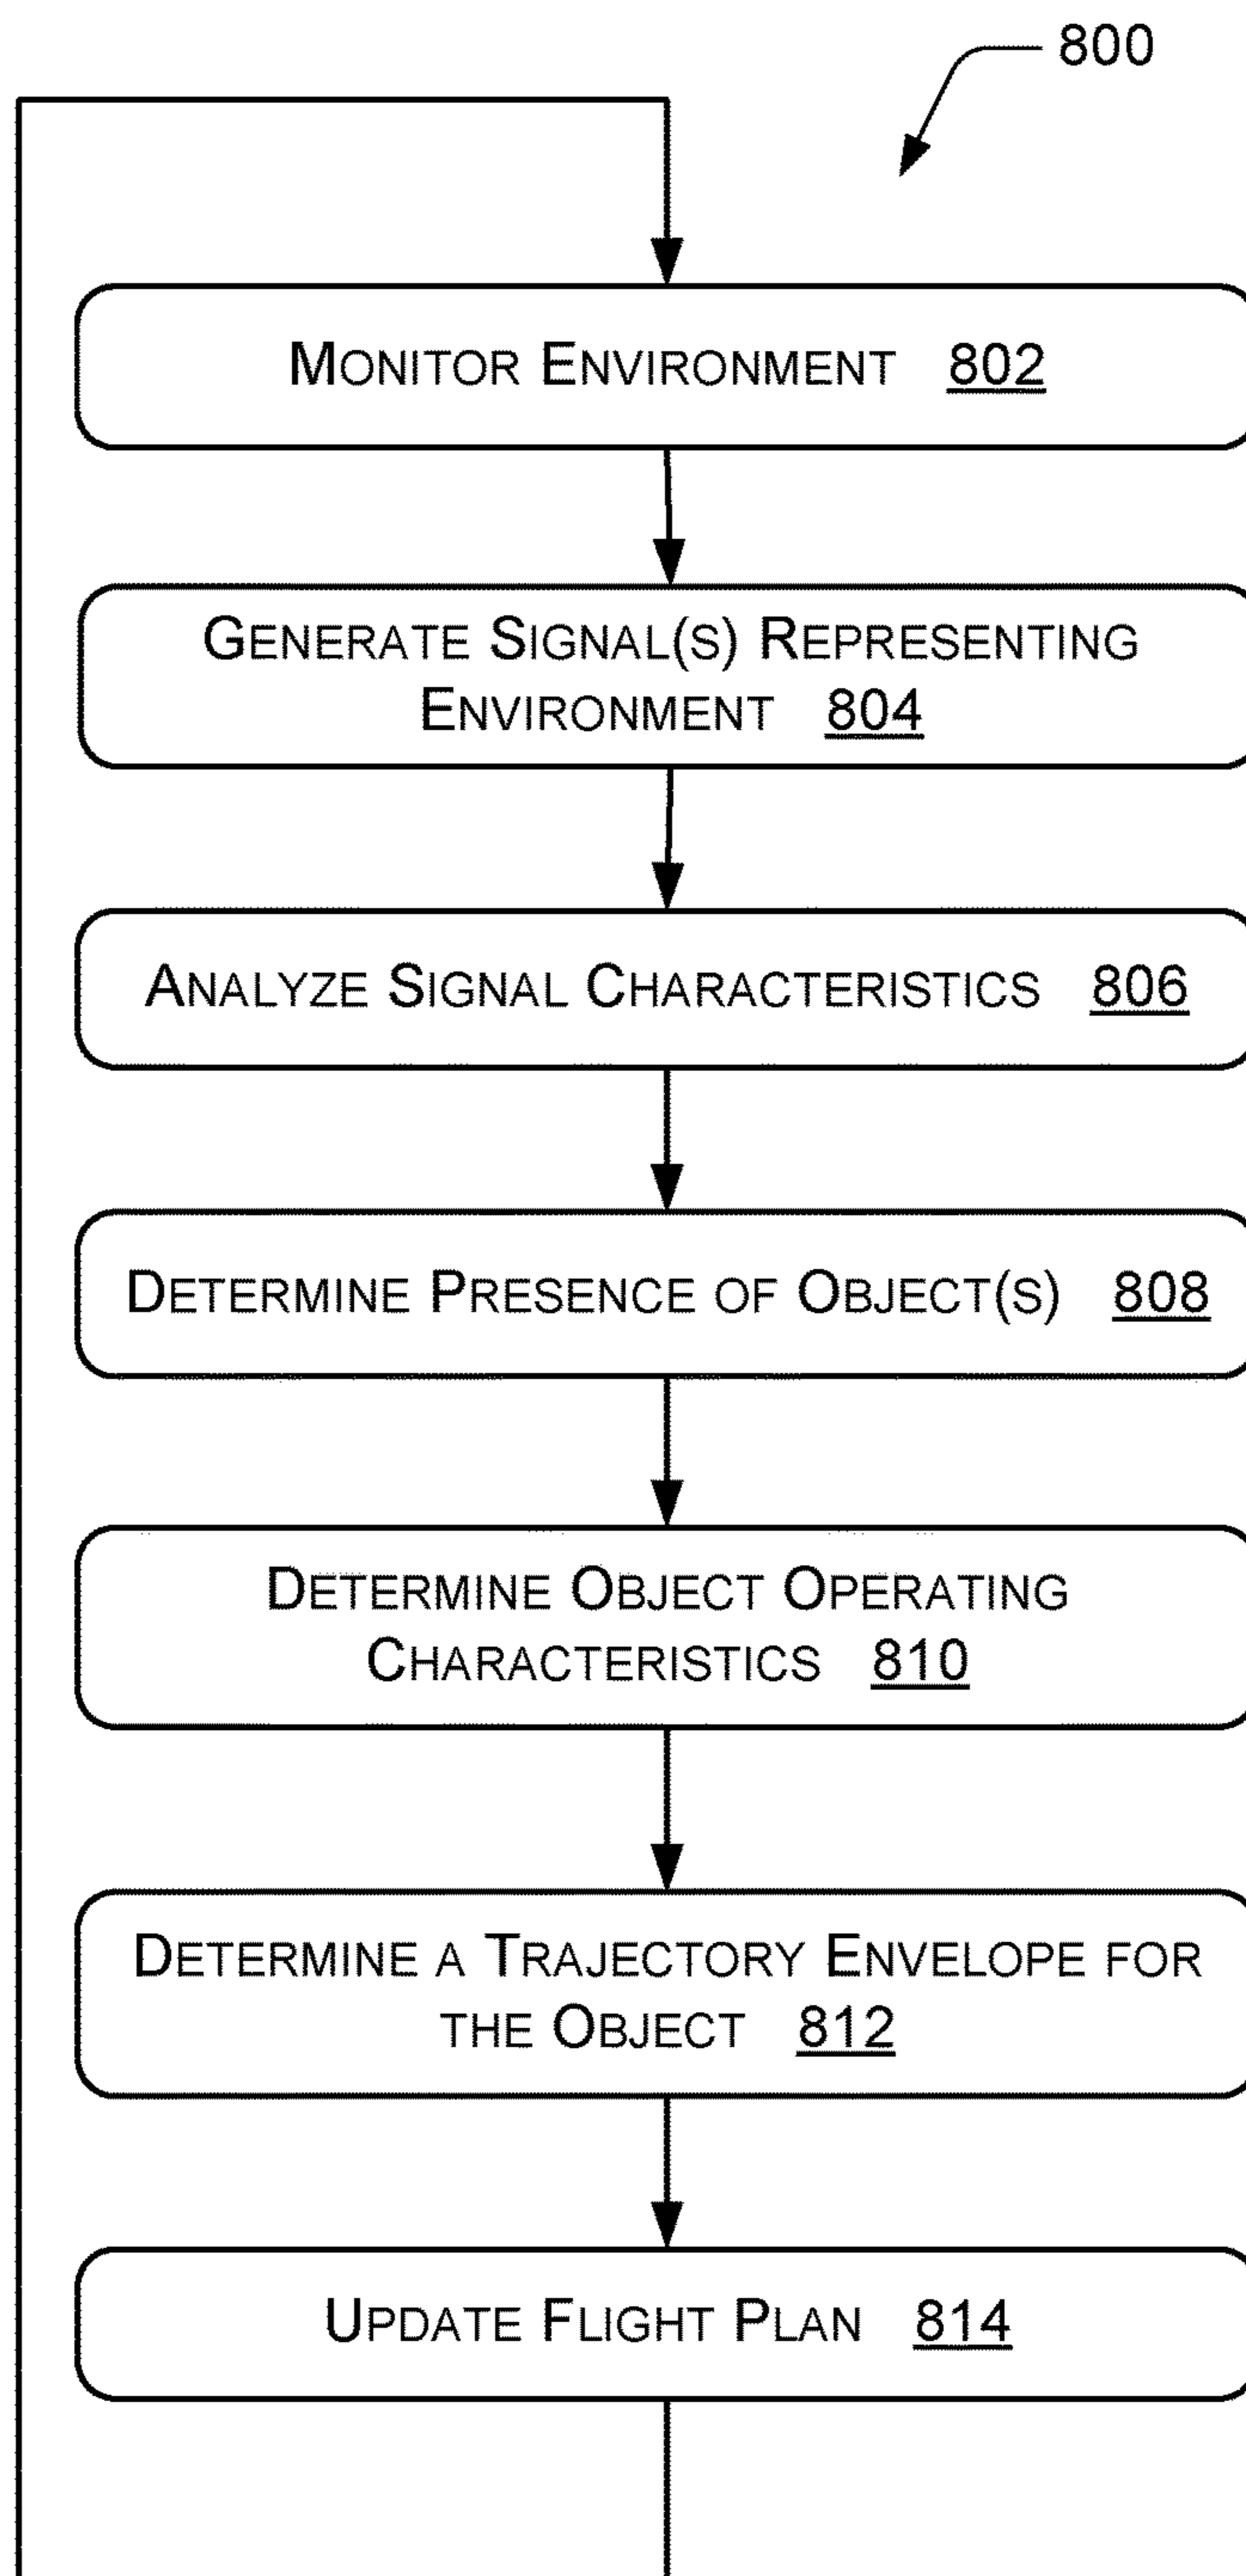 800
MONITOR ENVIRONMENT 802
GENERATE SIGNAL(S) REPRESENTING
ENVIRONMENT 804
ANALYZE SIGNAL CHARACTERISTICS 806
DETERMINE PRESENCE OF OBJECT(S) 808
DETERMINE OBJECT OPERATING
CHARACTERISTICS 810
DETERMINE A TRAJECTORY ENVELOPE FOR
THE OBJECT 812
UPDATE FLIGHT PLAN 814